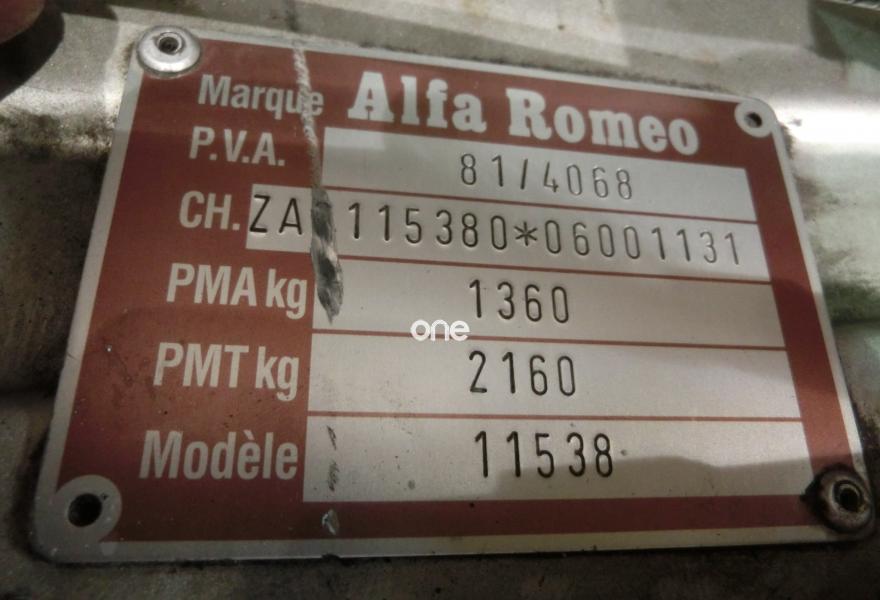 Marque Alfa Romeo
P.V.A. 81/4068
CH. ZA 115380*06001131
PMA kg 1360
one
PMT kg 2160
Modèle 11538